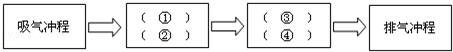 吸气冲程
( ① )
( ② )
( ③ )
( ④ )
排气冲程